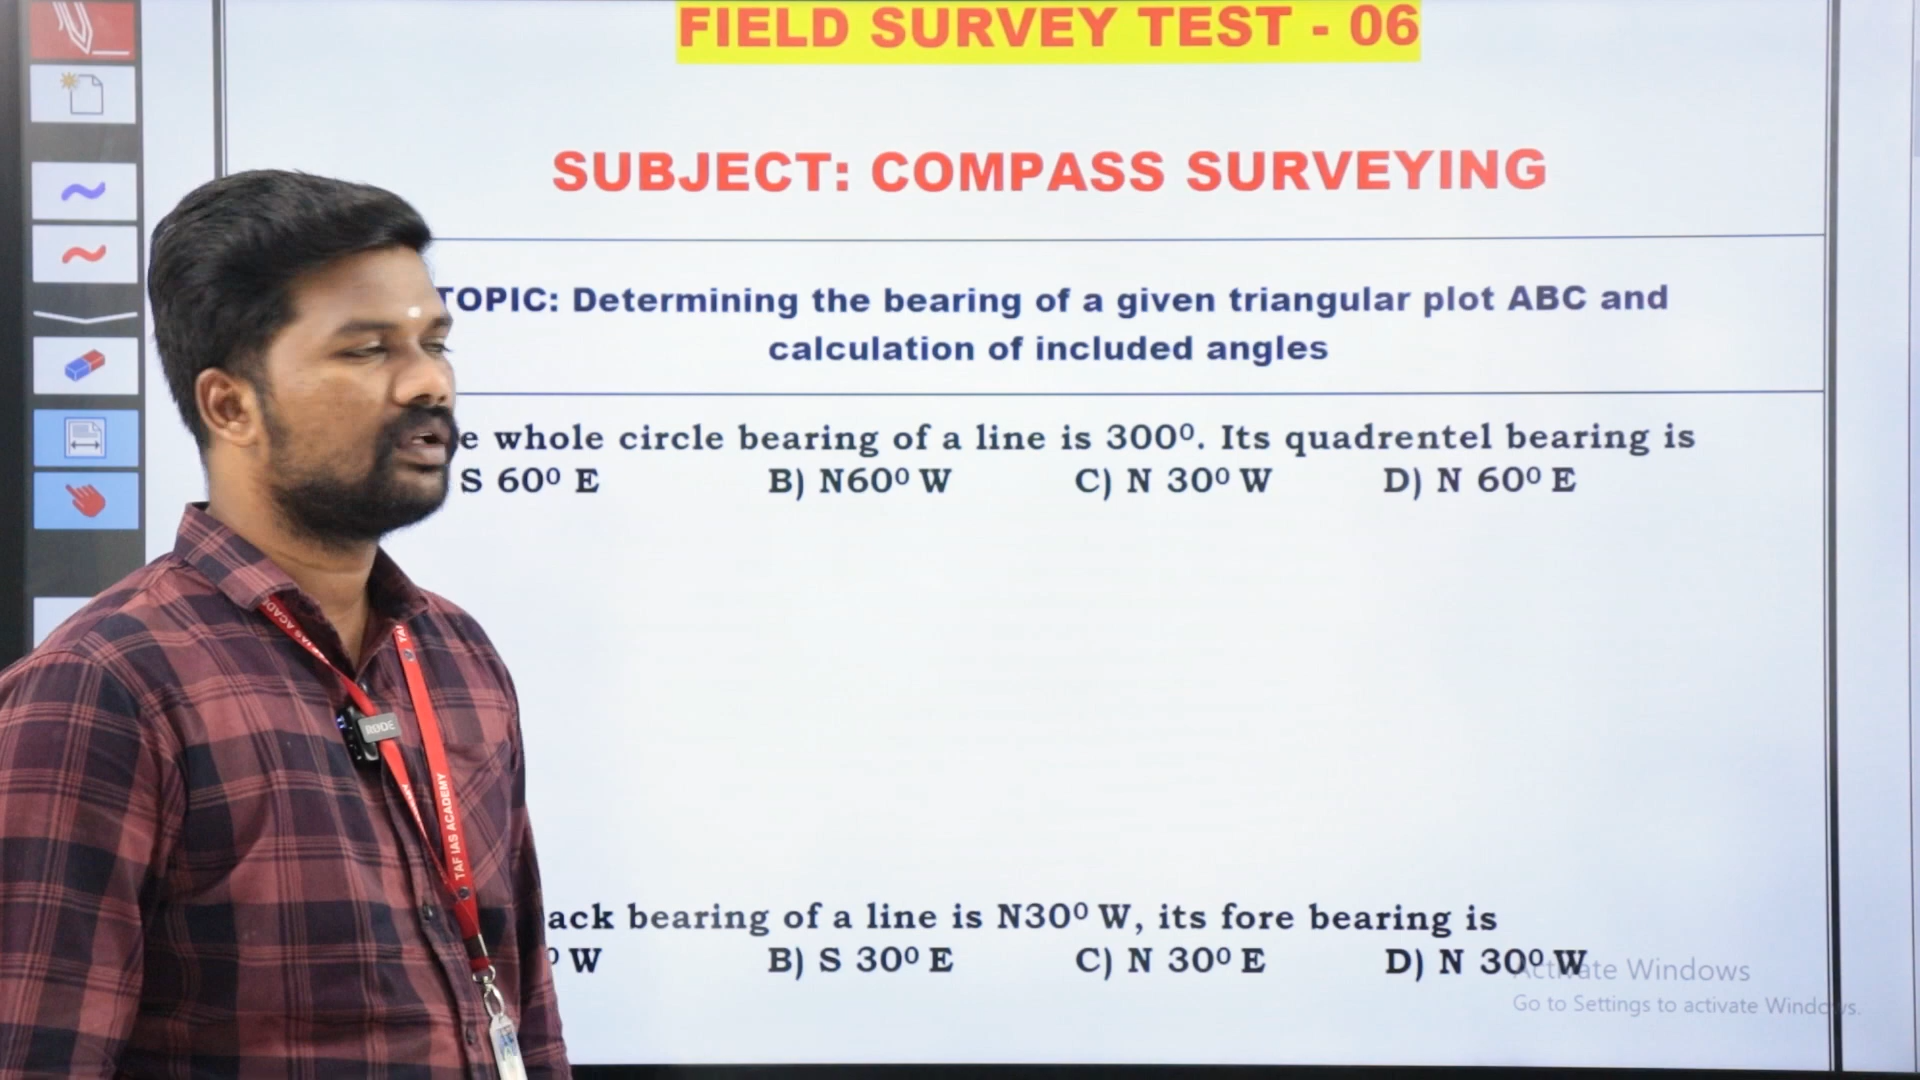 FIELD SURVEY TEST - 06
SUBJECT: COMPASS SURVEYING
TOPIC: Determining the bearing of a given triangular plot ABC and
calculation of included angles
whole circle bearing of a line is 300⁰. Its quadrentel bearing is
S 60⁰ E B) N60⁰ W C) N 30⁰ W D) N 60⁰ E
bearing of a line is N30⁰ W, its fore bearing is
W B) S 30⁰ E C) N 30⁰ E D) N 30⁰ W
Activate Windows
Go to Settings to activate Windows.
RØDE
TAF IAS ACADEMY